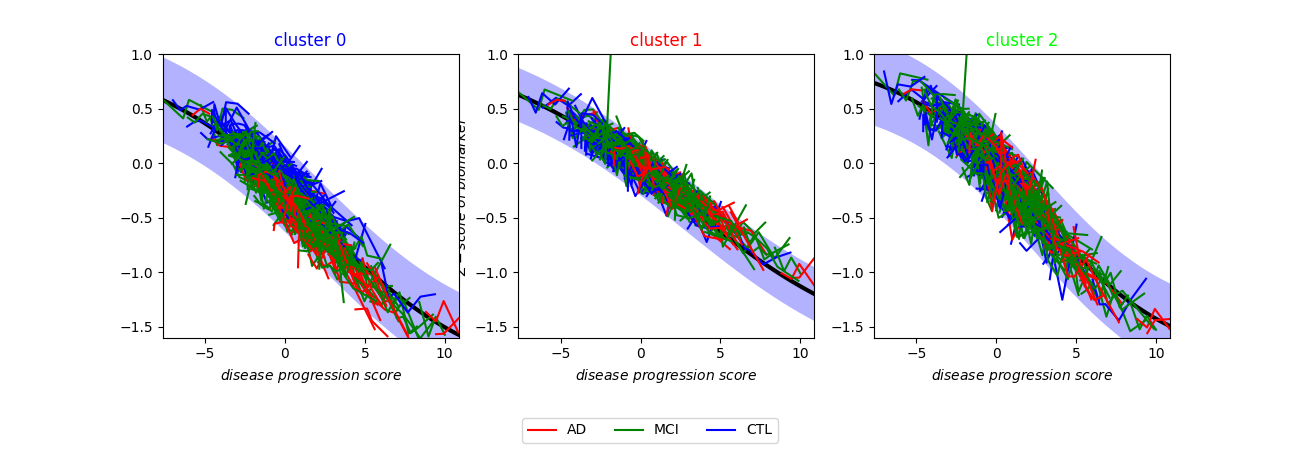 cluster 0 cluster 1 cluster 2
1.0 1.0 1.0
0.5 0.5 0.5
0.0 0.0 0.0
−0.5 −0.5 −0.5
−1.0 −1.0 −1.0
−1.5 −1.5 −1.5
−5 0 5 10 −5 0 5 10 −5 0 5 10
disease progression score disease progression score disease progression score
score of biomarker
AD MCI CTL